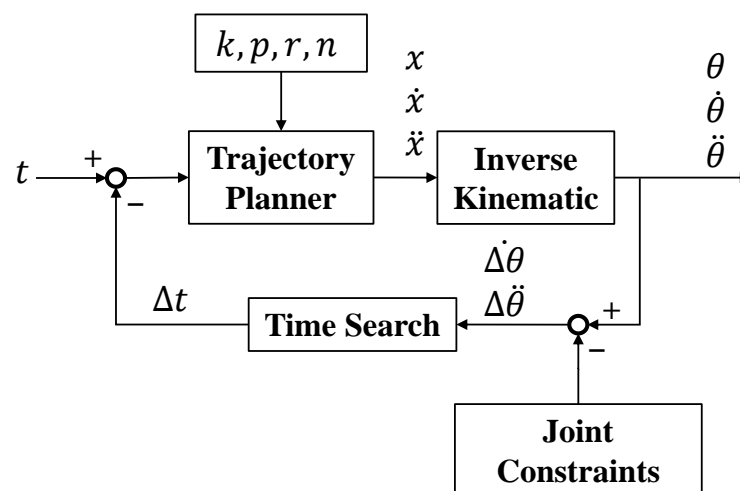 k, p, r, n
x
ẋ
ẍ
θ
θ̇
θ̈
t
+
−
Trajectory
Planner
Inverse
Kinematic
Δθ̇
Δθ̈
Δt
Time Search
+
−
Joint
Constraints